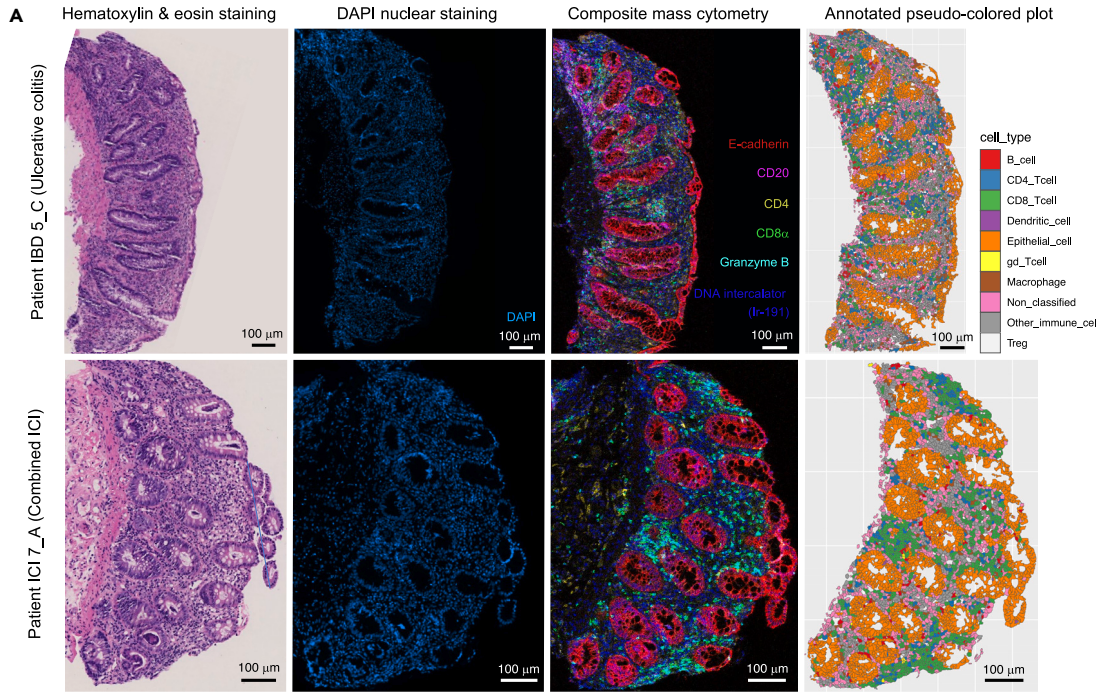 A
Hematoxylin & eosin staining
DAPI nuclear staining
Composite mass cytometry
Annotated pseudo-colored plot
Patient IBD 5_C (Ulcerative colitis)
100 μm
DAPI
100 μm
E-cadherin
CD20
CD4
CD8α
Granzyme B
DNA intercalator
(Ir-191)
100 μm
100 μm
cell_type
B_cell
CD4_Tcell
CD8_Tcell
Dendritic_cell
Epithelial_cell
gd_Tcell
Macrophage
Non_classified
Other_immune_cel
Treg
Patient ICI 7_A (Combined ICI)
100 μm
100 μm
100 μm
100 μm